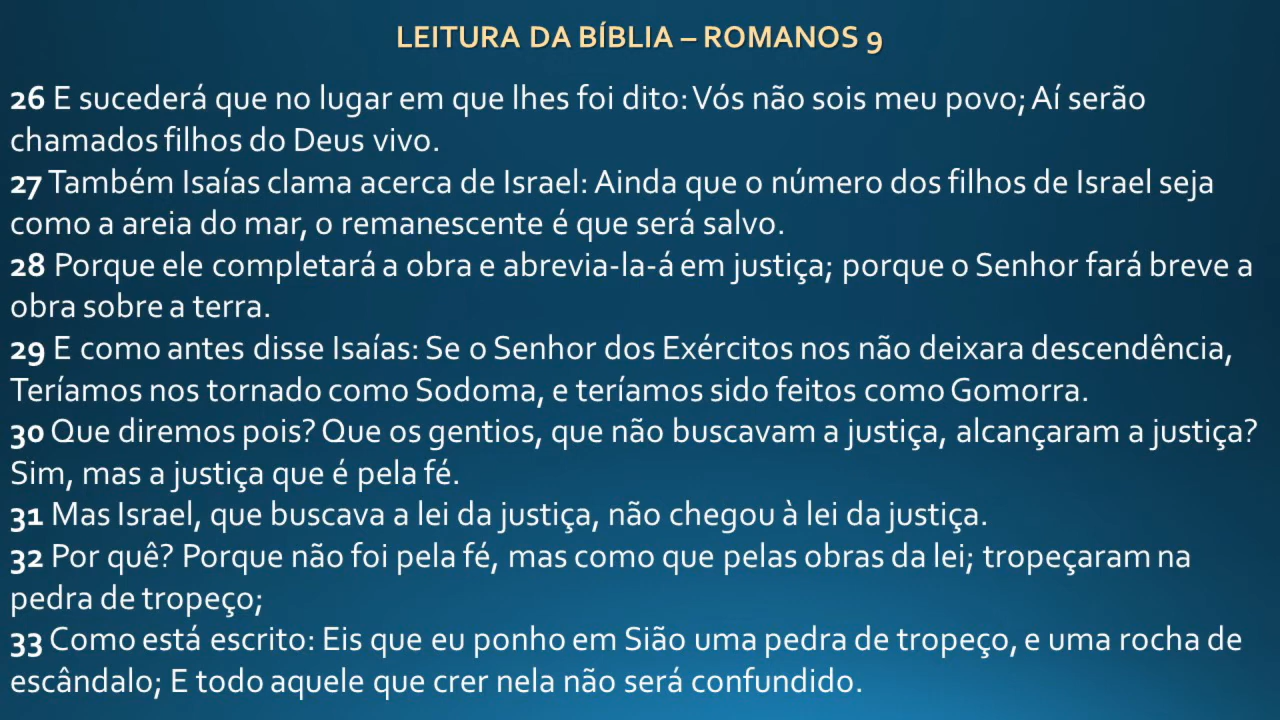 LEITURA DA BÍBLIA – ROMANOS 9
26 E sucederá que no lugar em que lhes foi dito: Vós não sois meu povo; Aí serão
chamados filhos do Deus vivo.
27 Também Isaías clama acerca de Israel: Ainda que o número dos filhos de Israel seja
como a areia do mar, o remanescente é que será salvo.
28 Porque ele completará a obra e abrevia-la-á em justiça; porque o Senhor fará breve a
obra sobre a terra.
29 E como antes disse Isaías: Se o Senhor dos Exércitos nos não deixara descendência,
Teríamos nos tornado como Sodoma, e teríamos sido feitos como Gomorra.
30 Que diremos pois? Que os gentios, que não buscavam a justiça, alcançaram a justiça?
Sim, mas a justiça que é pela fé.
31 Mas Israel, que buscava a lei da justiça, não chegou à lei da justiça.
32 Por quê? Porque não foi pela fé, mas como que pelas obras da lei; tropeçaram na
pedra de tropeço;
33 Como está escrito: Eis que eu ponho em Sião uma pedra de tropeço, e uma rocha de
escândalo; E todo aquele que crer nela não será confundido.